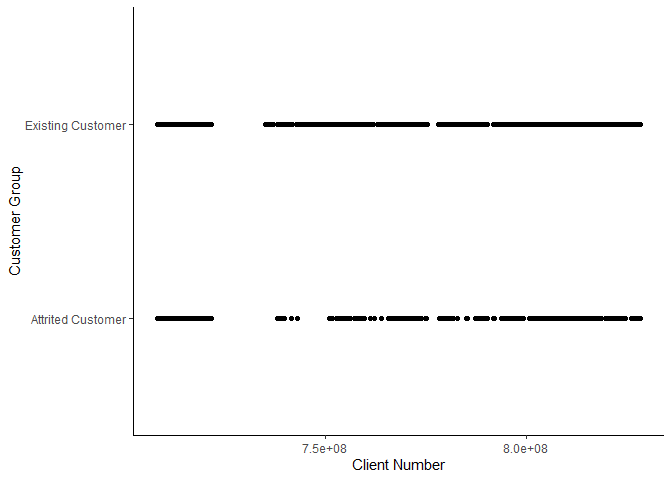 Customer Group
Existing Customer
Attrited Customer
7.5e+08
8.0e+08
Client Number